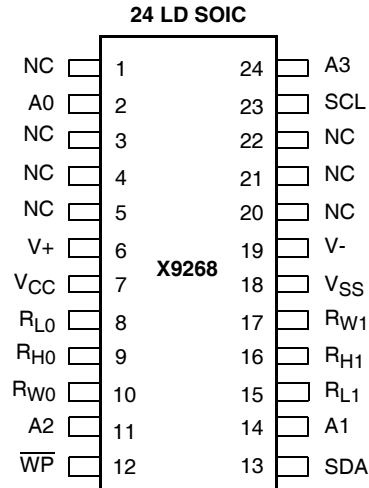 24 LD SOIC
NC 1 24 A3
A0 2 23 SCL
NC 3 22 NC
NC 4 21 NC
NC 5 20 NC
V+ 6 19 V-
X9268
VCC 7 18 VSS
RL0 8 17 RW1
RH0 9 16 RH1
RW0 10 15 RL1
A2 11 14 A1
W̅P̅ 12 13 SDA